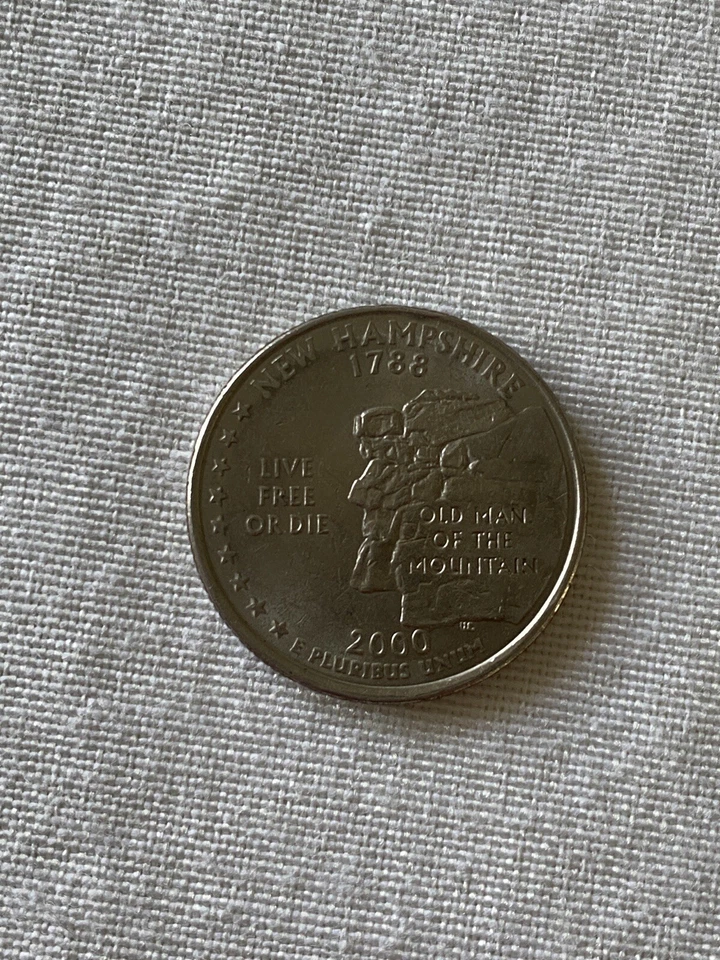 NEW HAMPSHIRE
1788
LIVE
FREE
OR DIE
OLD MAN
OF THE
MOUNTAIN
2000
E PLURIBUS UNUM